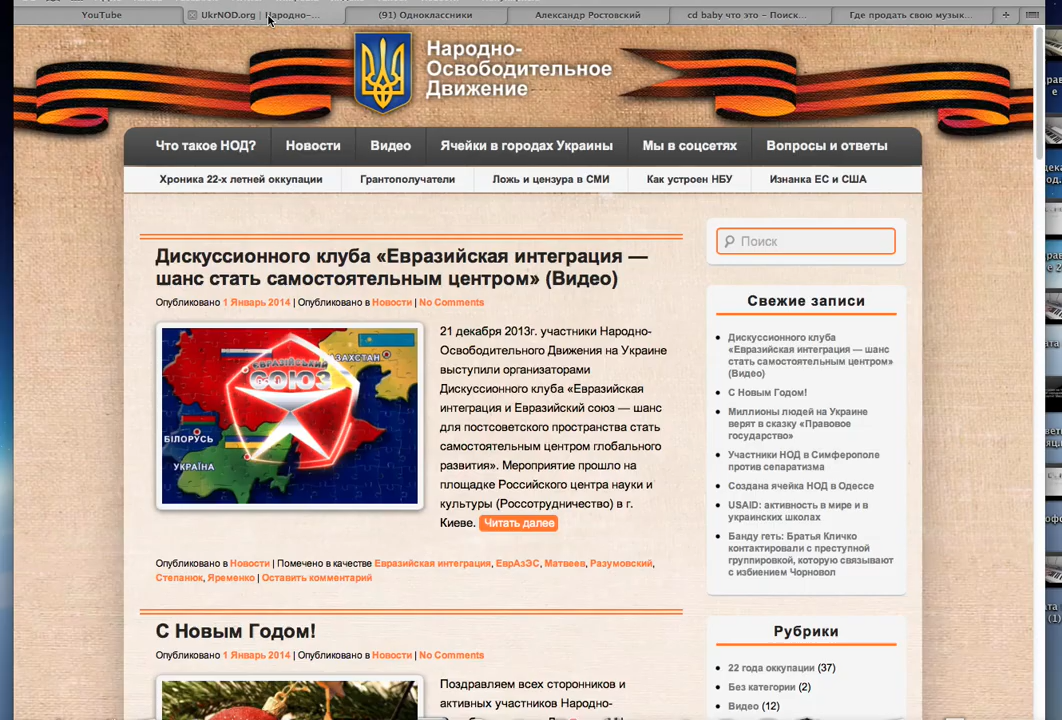 YouTube
UkrNOD.org | Народно-...
(91) Одноклассники
Александр Ростовский
cd baby что это – Поиск...
Где продать свою музык...
Народно-
Освободительное
Движение
Что такое НОД?
Новости
Видео
Ячейки в городах Украины
Мы в соцсетях
Вопросы и ответы
Хроника 22-х летней оккупации
Грантополучатели
Ложь и цензура в СМИ
Как устроен НБУ
Изнанка ЕС и США
Дискуссионного клуба «Евразийская интеграция —
шанс стать самостоятельным центром» (Видео)
Опубликовано 1 Январь 2014 | Опубликовано в Новости | No Comments
ЕВРАЗІЙСЬКИЙ
СОЮЗ
АЗАХСТАН
БІЛОРУСЬ
УКРАЇНА
21 декабря 2013г. участники Народно-
Освободительного Движения на Украине
выступили организаторами
Дискуссионного клуба «Евразийская
интеграция и Евразийский союз — шанс
для постсоветского пространства стать
самостоятельным центром глобального
развития». Мероприятие прошло на
площадке Российского центра науки и
культуры (Россотрудничество) в г.
Киеве. Читать далее
Опубликовано в Новости | Помечено в качестве Евразийская интеграция, ЕврАзЭС, Матвеев, Разумовский,
Степанюк, Яременко | Оставить комментарий
С Новым Годом!
Опубликовано 1 Январь 2014 | Опубликовано в Новости | No Comments
Поздравляем всех сторонников и
активных участников Народно-
Поиск
Свежие записи
Дискуссионного клуба
«Евразийская интеграция — шанс
стать самостоятельным центром»
(Видео)
С Новым Годом!
Миллионы людей на Украине
верят в сказку «Правовое
государство»
Участники НОД в Симферополе
против сепаратизма
Создана ячейка НОД в Одессе
USAID: активность в мире и в
украинских школах
Банду геть: Братья Кличко
контактировали с преступной
группировкой, которую связывают
с избиением Чорновол
Рубрики
22 года оккупации (37)
Без категории (2)
Видео (12)